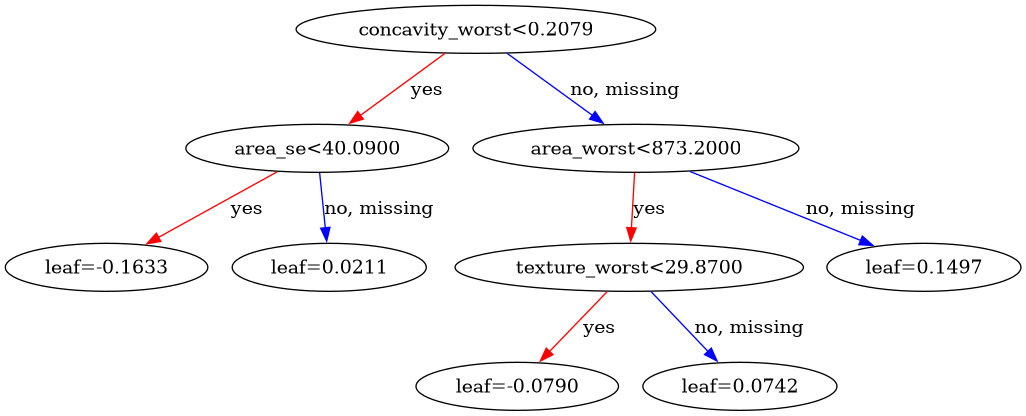 concavity_worst<0.2079
yes
no, missing
area_se<40.0900
area_worst<873.2000
yes
no, missing
yes
no, missing
leaf=-0.1633
leaf=0.0211
texture_worst<29.8700
leaf=0.1497
yes
no, missing
leaf=-0.0790
leaf=0.0742